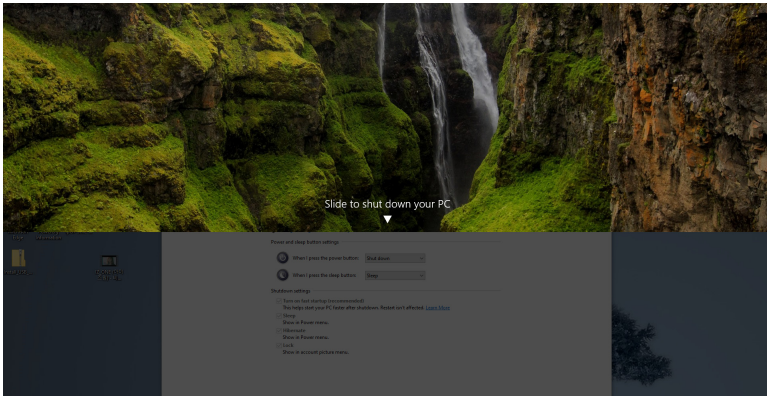 Slide to shut down your PC
Power and sleep button settings
When I press the power button: Shut down
When I press the sleep button: Sleep
Shutdown settings
Turn on fast startup (recommended)
This helps start your PC faster after shutdown. Restart isn't affected. Learn More
Sleep
Show in Power menu.
Hibernate
Show in Power menu.
Lock
Show in account picture menu.